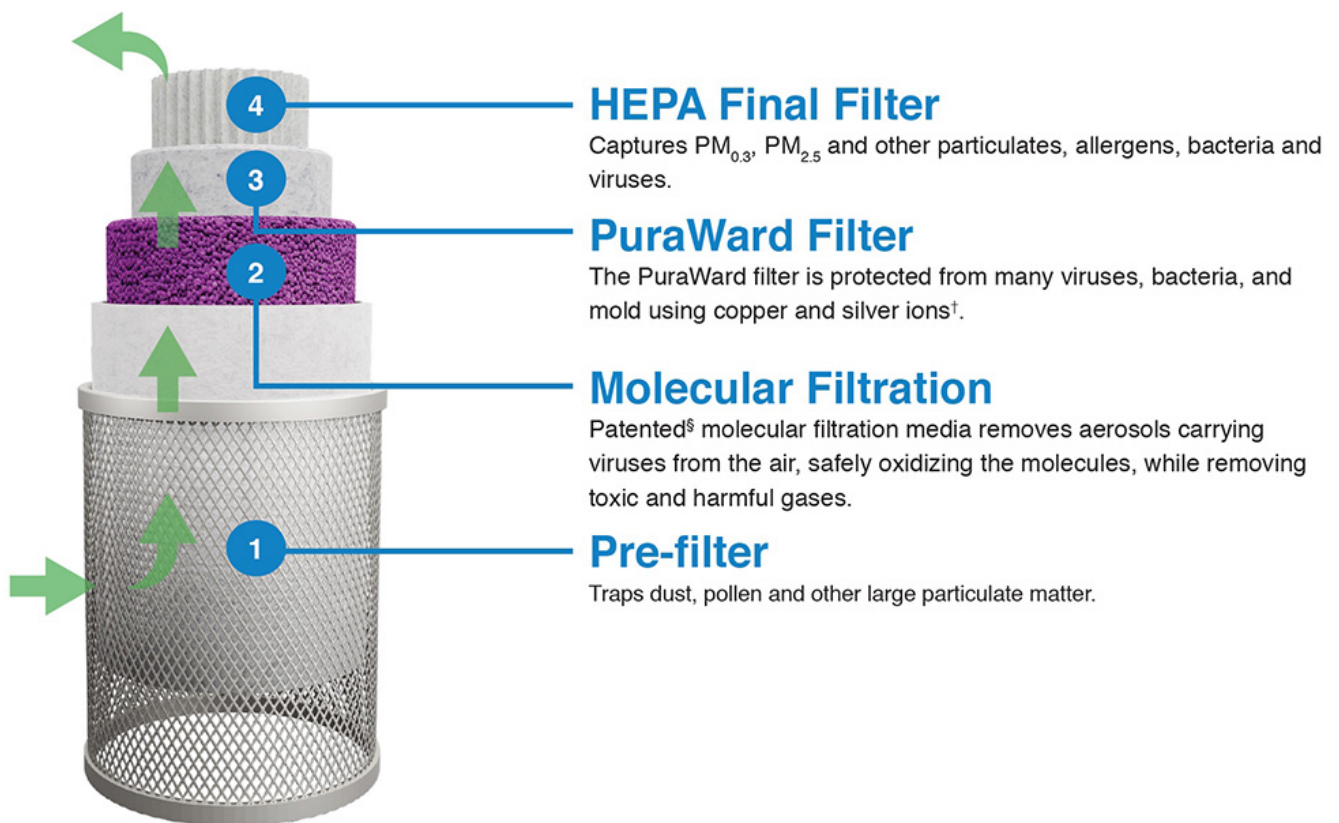 4
HEPA Final Filter
Captures PM0.3, PM2.5 and other particulates, allergens, bacteria and
viruses.
3
PuraWard Filter
The PuraWard filter is protected from many viruses, bacteria, and
mold using copper and silver ions†.
2
Molecular Filtration
Patented§ molecular filtration media removes aerosols carrying
viruses from the air, safely oxidizing the molecules, while removing
toxic and harmful gases.
1
Pre-filter
Traps dust, pollen and other large particulate matter.